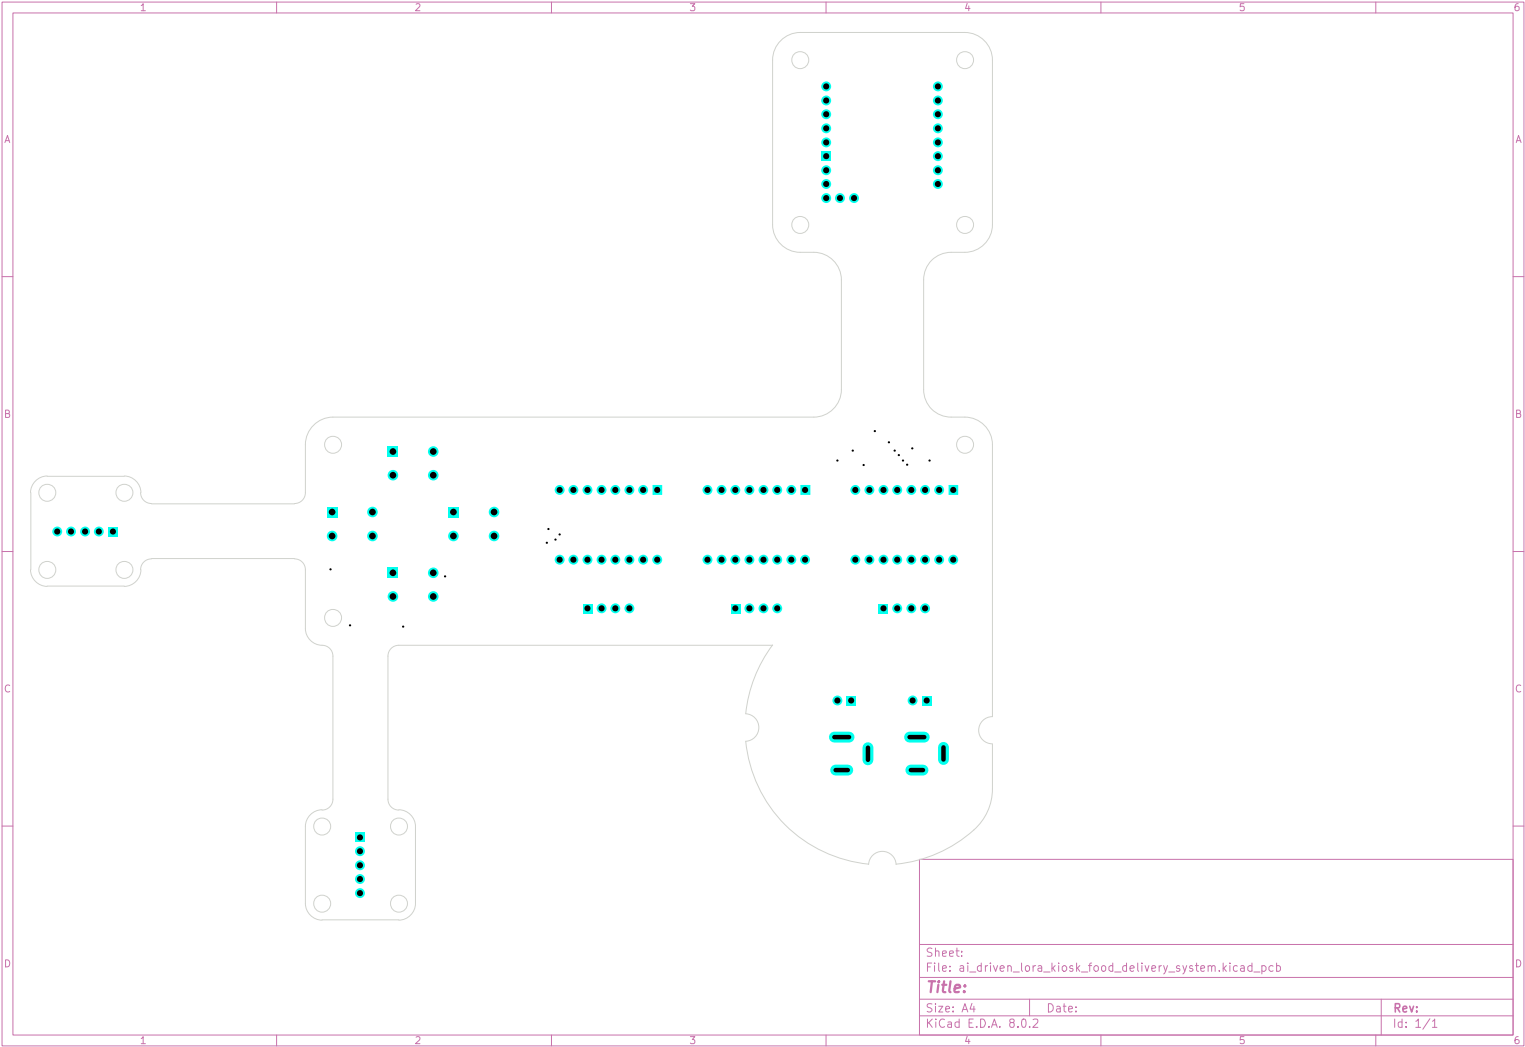 1 2 3 4 5 6
A A
B B
C C
D D
Sheet:
File: ai_driven_lora_kiosk_food_delivery_system.kicad_pcb
Title:
Size: A4 Date: Rev:
KiCad E.D.A. 8.0.2 Id: 1/1
1 2 3 4 5 6